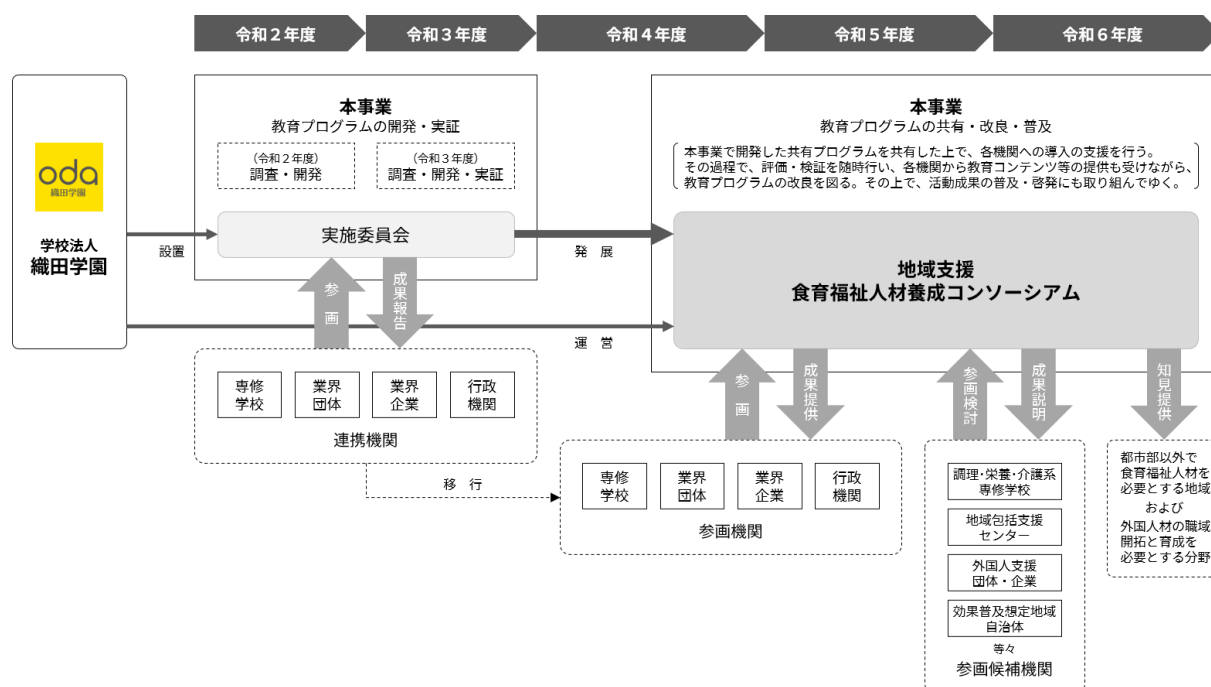 令和2年度
令和3年度
令和4年度
令和5年度
令和6年度
oda
織田学園
学校法人
織田学園
本事業
教育プログラムの開発・実証
(令和2年度)
調査・開発
(令和3年度)
調査・開発・実証
設置
実施委員会
発 展
運 営
参 画
成果報告
専修
学校
業界
団体
業界
企業
行政
機関
連携機関
移 行
本事業
教育プログラムの共有・改良・普及
本事業で開発した共有プログラムを共有した上で、各機関への導入の支援を行う。
その過程で、評価・検証を随時行い、各機関から教育コンテンツ等の提供も受けながら、
教育プログラムの改良を図る。その上で、活動成果の普及・啓発にも取り組んでゆく。
地域支援
食育福祉人材養成コンソーシアム
参 画
成果提供
参画検討
成果説明
知見提供
専修
学校
業界
団体
業界
企業
行政
機関
参画機関
調理・栄養・介護系
専修学校
地域包括支援
センター
外国人支援
団体・企業
効果普及想定地域
自治体
等々
参画候補機関
都市部以外で
食育福祉人材を
必要とする地域
および
外国人材の職域
開拓と育成を
必要とする分野